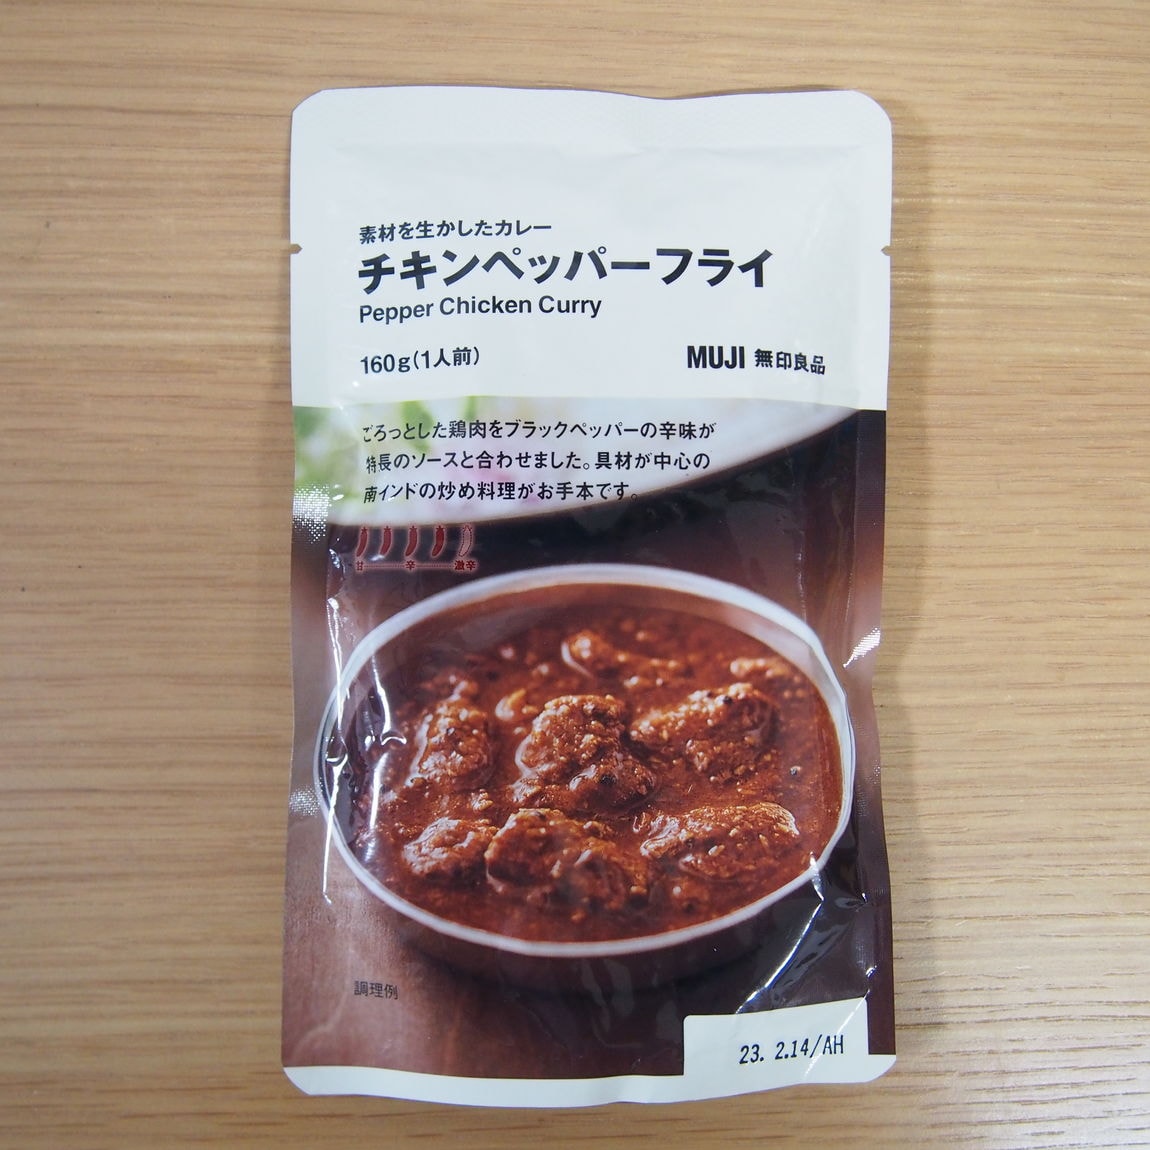 素材を生かしたカレー
チキンペッパーフライ
Pepper Chicken Curry
160g(1人前)
MUJI 無印良品
ごろっとした鶏肉をブラックペッパーの辛味が
特長のソースと合わせました。具材が中心の
南インドの炒め料理がお手本です。
甘 辛 激辛
調理例
23. 2.14/AH